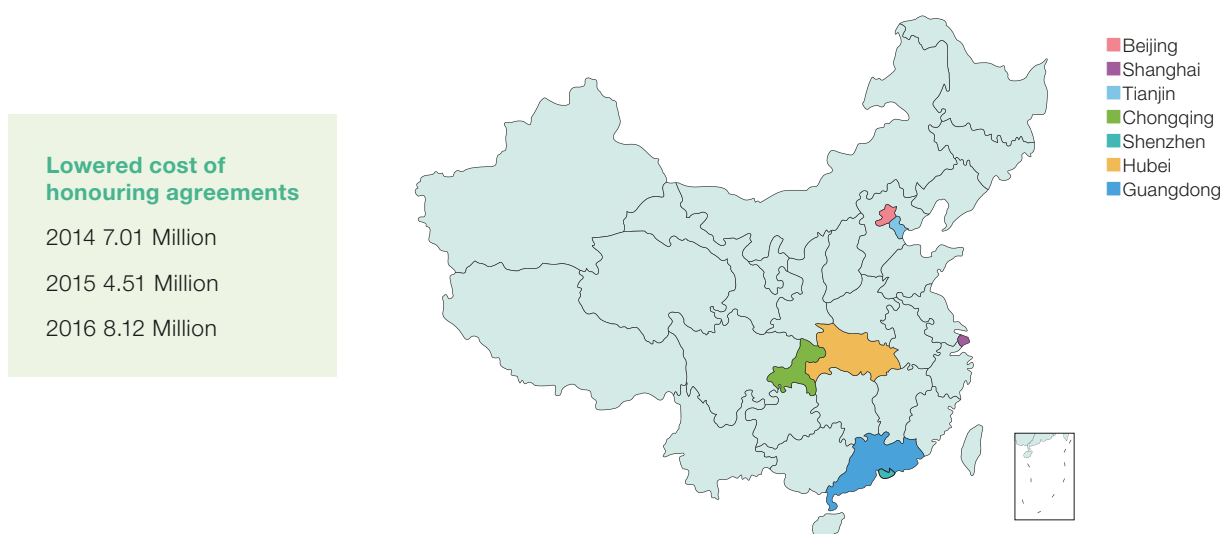 Lowered cost of
honouring agreements
2014 7.01 Million
2015 4.51 Million
2016 8.12 Million
Beijing
Shanghai
Tianjin
Chongqing
Shenzhen
Hubei
Guangdong